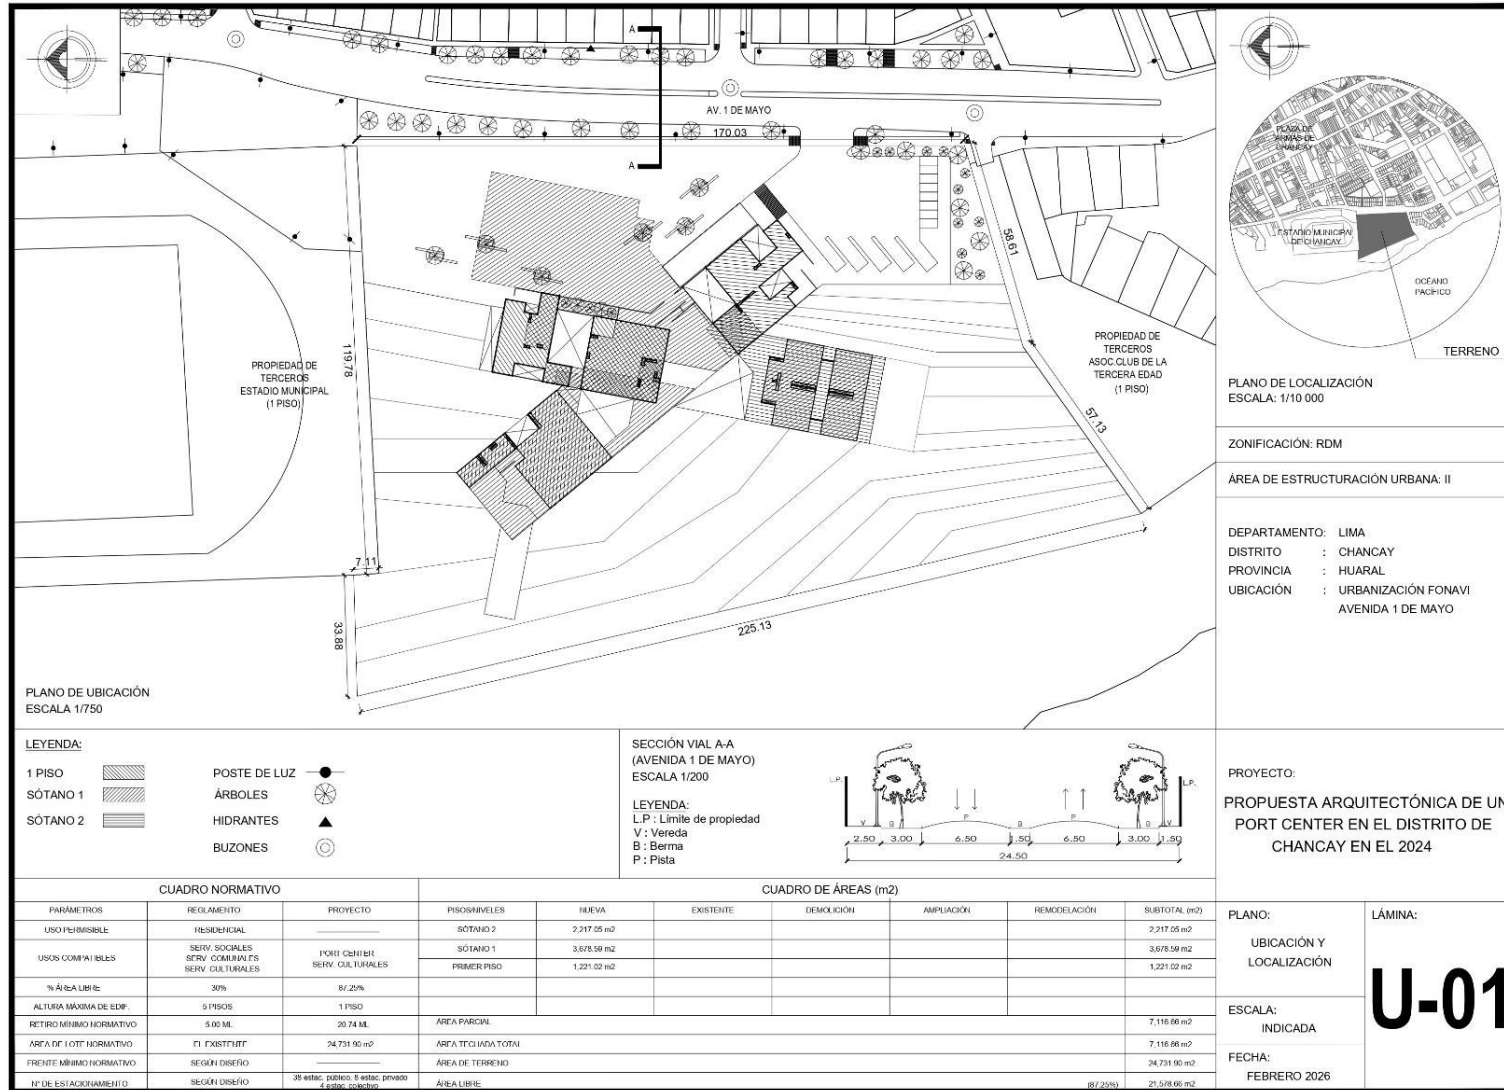 A
AV. 1 DE MAYO
170.03
A
58.61
119.78
PROPIEDAD DE
TERCEROS
ESTADIO MUNICIPAL
(1 PISO)
PROPIEDAD DE
TERCEROS
ASOC.CLUB DE LA
TERCERA EDAD
(1 PISO)
57.13
7.11
33.88
225.13
PLANO DE UBICACIÓN
ESCALA 1/750
PLAZA DE
ARMAS DE
CHANCAY
ESTADIO MUNICIPAL
DE CHANCAY
OCÉANO
PACÍFICO
TERRENO
PLANO DE LOCALIZACIÓN
ESCALA: 1/10 000
ZONIFICACIÓN: RDM
ÁREA DE ESTRUCTURACIÓN URBANA: II
DEPARTAMENTO: LIMA
DISTRITO : CHANCAY
PROVINCIA : HUARAL
UBICACIÓN : URBANIZACIÓN FONAVI
AVENIDA 1 DE MAYO
LEYENDA:
1 PISO
SÓTANO 1
SÓTANO 2
POSTE DE LUZ
ÁRBOLES
HIDRANTES
BUZONES
SECCIÓN VIAL A-A
(AVENIDA 1 DE MAYO)
ESCALA 1/200
LEYENDA:
L.P : Límite de propiedad
V : Vereda
B : Berma
P : Pista
L.P. L.P.
V B P B P B V
2.50 3.00 6.50 1.50 6.50 3.00 1.50
24.50
PROYECTO:
PROPUESTA ARQUITECTÓNICA DE UN
PORT CENTER EN EL DISTRITO DE
CHANCAY EN EL 2024
CUADRO NORMATIVO
PARÁMETROS REGLAMENTO PROYECTO
USO PERMISIBLE RESIDENCIAL
USOS COMPATIBLES SERV. SOCIALES
SERV. COMUNALES
SERV. CULTURALES
PORT CENTER
SERV. CULTURALES
% ÁREA LIBRE 30% 87.25%
ALTURA MÁXIMA DE EDIF. 5 PISOS 1 PISO
RETIRO MÍNIMO NORMATIVO 5.00 ML 20.74 ML
ÁREA DE LOTE NORMATIVO EL EXISTENTE 24,731.90 m2
FRENTE MÍNIMO NORMATIVO SEGÚN DISEÑO
N° DE ESTACIONAMIENTO SEGÚN DISEÑO 38 estac. público, 8 estac. privado
4 estac. colectivo
CUADRO DE ÁREAS (m2)
PISOS/NIVELES NUEVA EXISTENTE DEMOLICIÓN AMPLIACIÓN REMODELACIÓN SUBTOTAL (m2)
SÓTANO 2 2,217.05 m2 2,217.05 m2
SÓTANO 1 3,678.59 m2 3,678.59 m2
PRIMER PISO 1,221.02 m2 1,221.02 m2
ÁREA PARCIAL 7,116.66 m2
ÁREA TECHADA TOTAL 7,116.66 m2
ÁREA DE TERRENO 24,731.90 m2
ÁREA LIBRE (87.25%) 21,578.66 m2
PLANO:
UBICACIÓN Y
LOCALIZACIÓN
ESCALA:
INDICADA
FECHA:
FEBRERO 2026
LÁMINA:
U-01